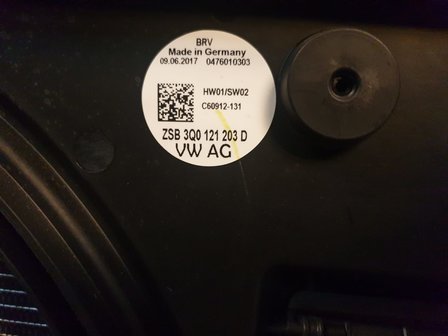 BRV
Made in Germany
09.06.2017 0476010303
HW01/SW02
C60912-131
ZSB 3Q0 121 203 D
VW AG